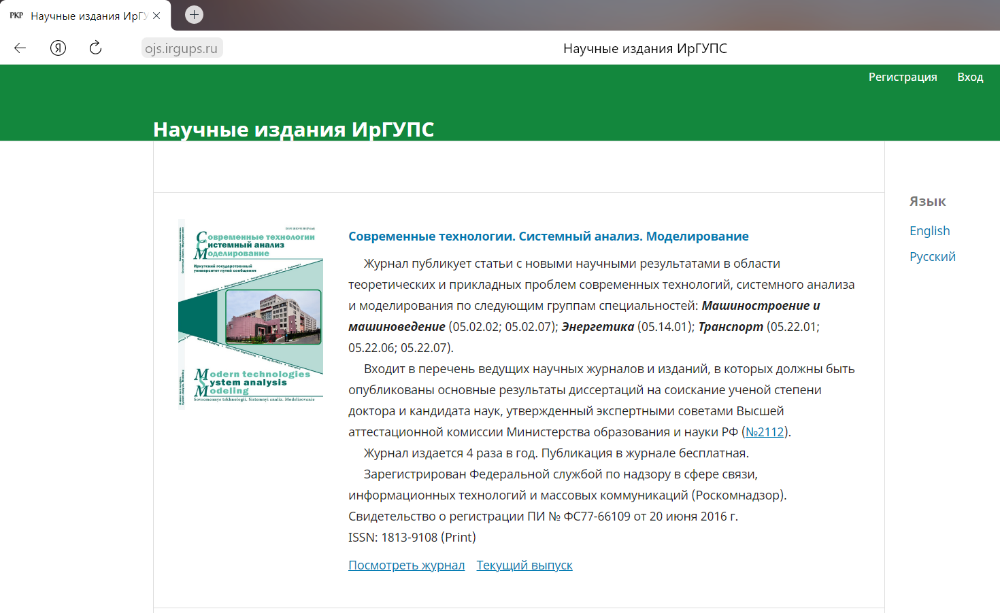 PKP Научные издания ИрГУ
ojs.irgups.ru
Научные издания ИрГУПС
Регистрация Вход
Научные издания ИрГУПС
ISSN 1813-9108 (Print)
Современные технологии
Системный анализ
Моделирование
Иркутский государственный
университет путей сообщения
Modern technologies
System analysis
Modeling
Sovremennye tekhnologii. Sistemnyi analiz. Modelirovanie
Современные технологии. Системный анализ. Моделирование
Журнал публикует статьи с новыми научными результатами в области
теоретических и прикладных проблем современных технологий, системного анализа
и моделирования по следующим группам специальностей: Машиностроение и
машиноведение (05.02.02; 05.02.07); Энергетика (05.14.01); Транспорт (05.22.01;
05.22.06; 05.22.07).
Входит в перечень ведущих научных журналов и изданий, в которых должны быть
опубликованы основные результаты диссертаций на соискание ученой степени
доктора и кандидата наук, утвержденный экспертными советами Высшей
аттестационной комиссии Министерства образования и науки РФ (№2112).
Журнал издается 4 раза в год. Публикация в журнале бесплатная.
Зарегистрирован Федеральной службой по надзору в сфере связи,
информационных технологий и массовых коммуникаций (Роскомнадзор).
Свидетельство о регистрации ПИ № ФС77-66109 от 20 июня 2016 г.
ISSN: 1813-9108 (Print)
Посмотреть журнал Текущий выпуск
Язык
English
Русский